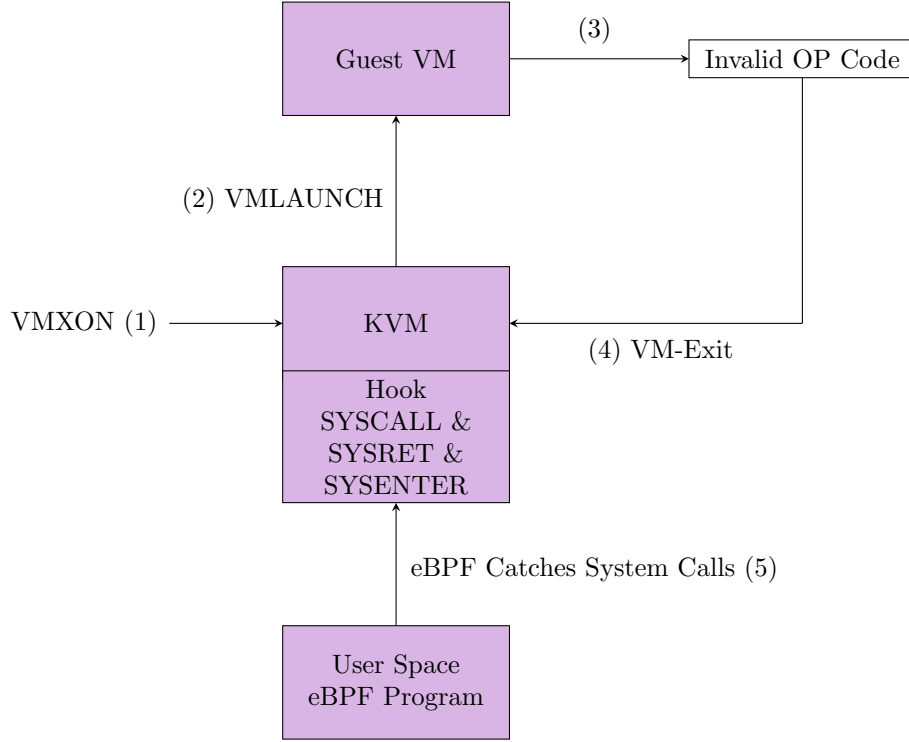 Guest VM
(3)
Invalid OP Code
(2) VMLAUNCH
VMXON (1)
KVM
(4) VM-Exit
Hook
SYSCALL &
SYSRET &
SYSENTER
eBPF Catches System Calls (5)
User Space
eBPF Program